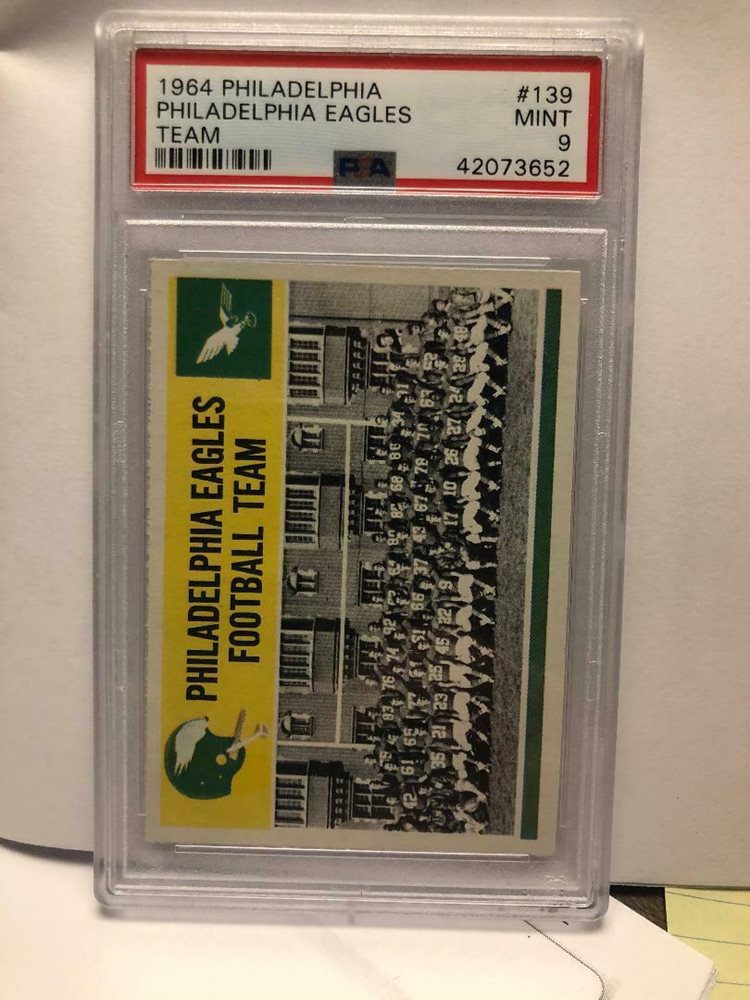 1964 PHILADELPHIA #139
PHILADELPHIA EAGLES MINT
TEAM 9
PSA 42073652
PHILADELPHIA EAGLES
FOOTBALL TEAM